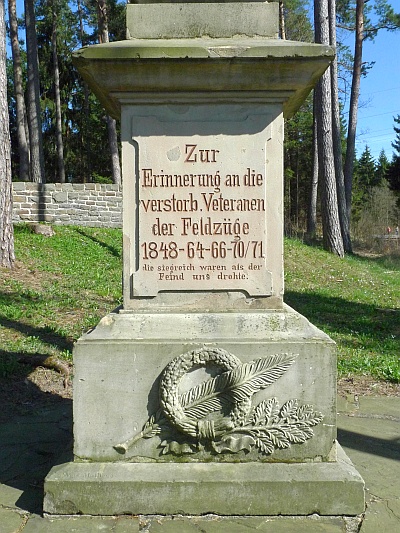 Zur
Erinnerung an die
verstorb. Veteranen
der Feldzüge
1848-64-66-70/71
die siegreich waren als der
Feind uns drohte.